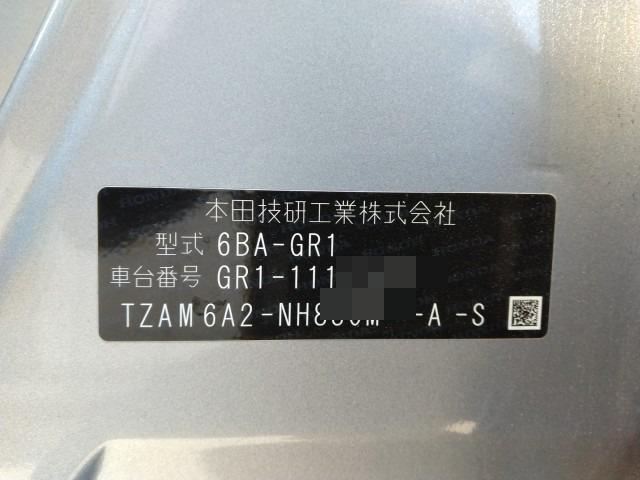 本田技研工業株式会社
型式 6BA-GR1
車台番号 GR1-111
TZAM6A2-NH830M -A-S